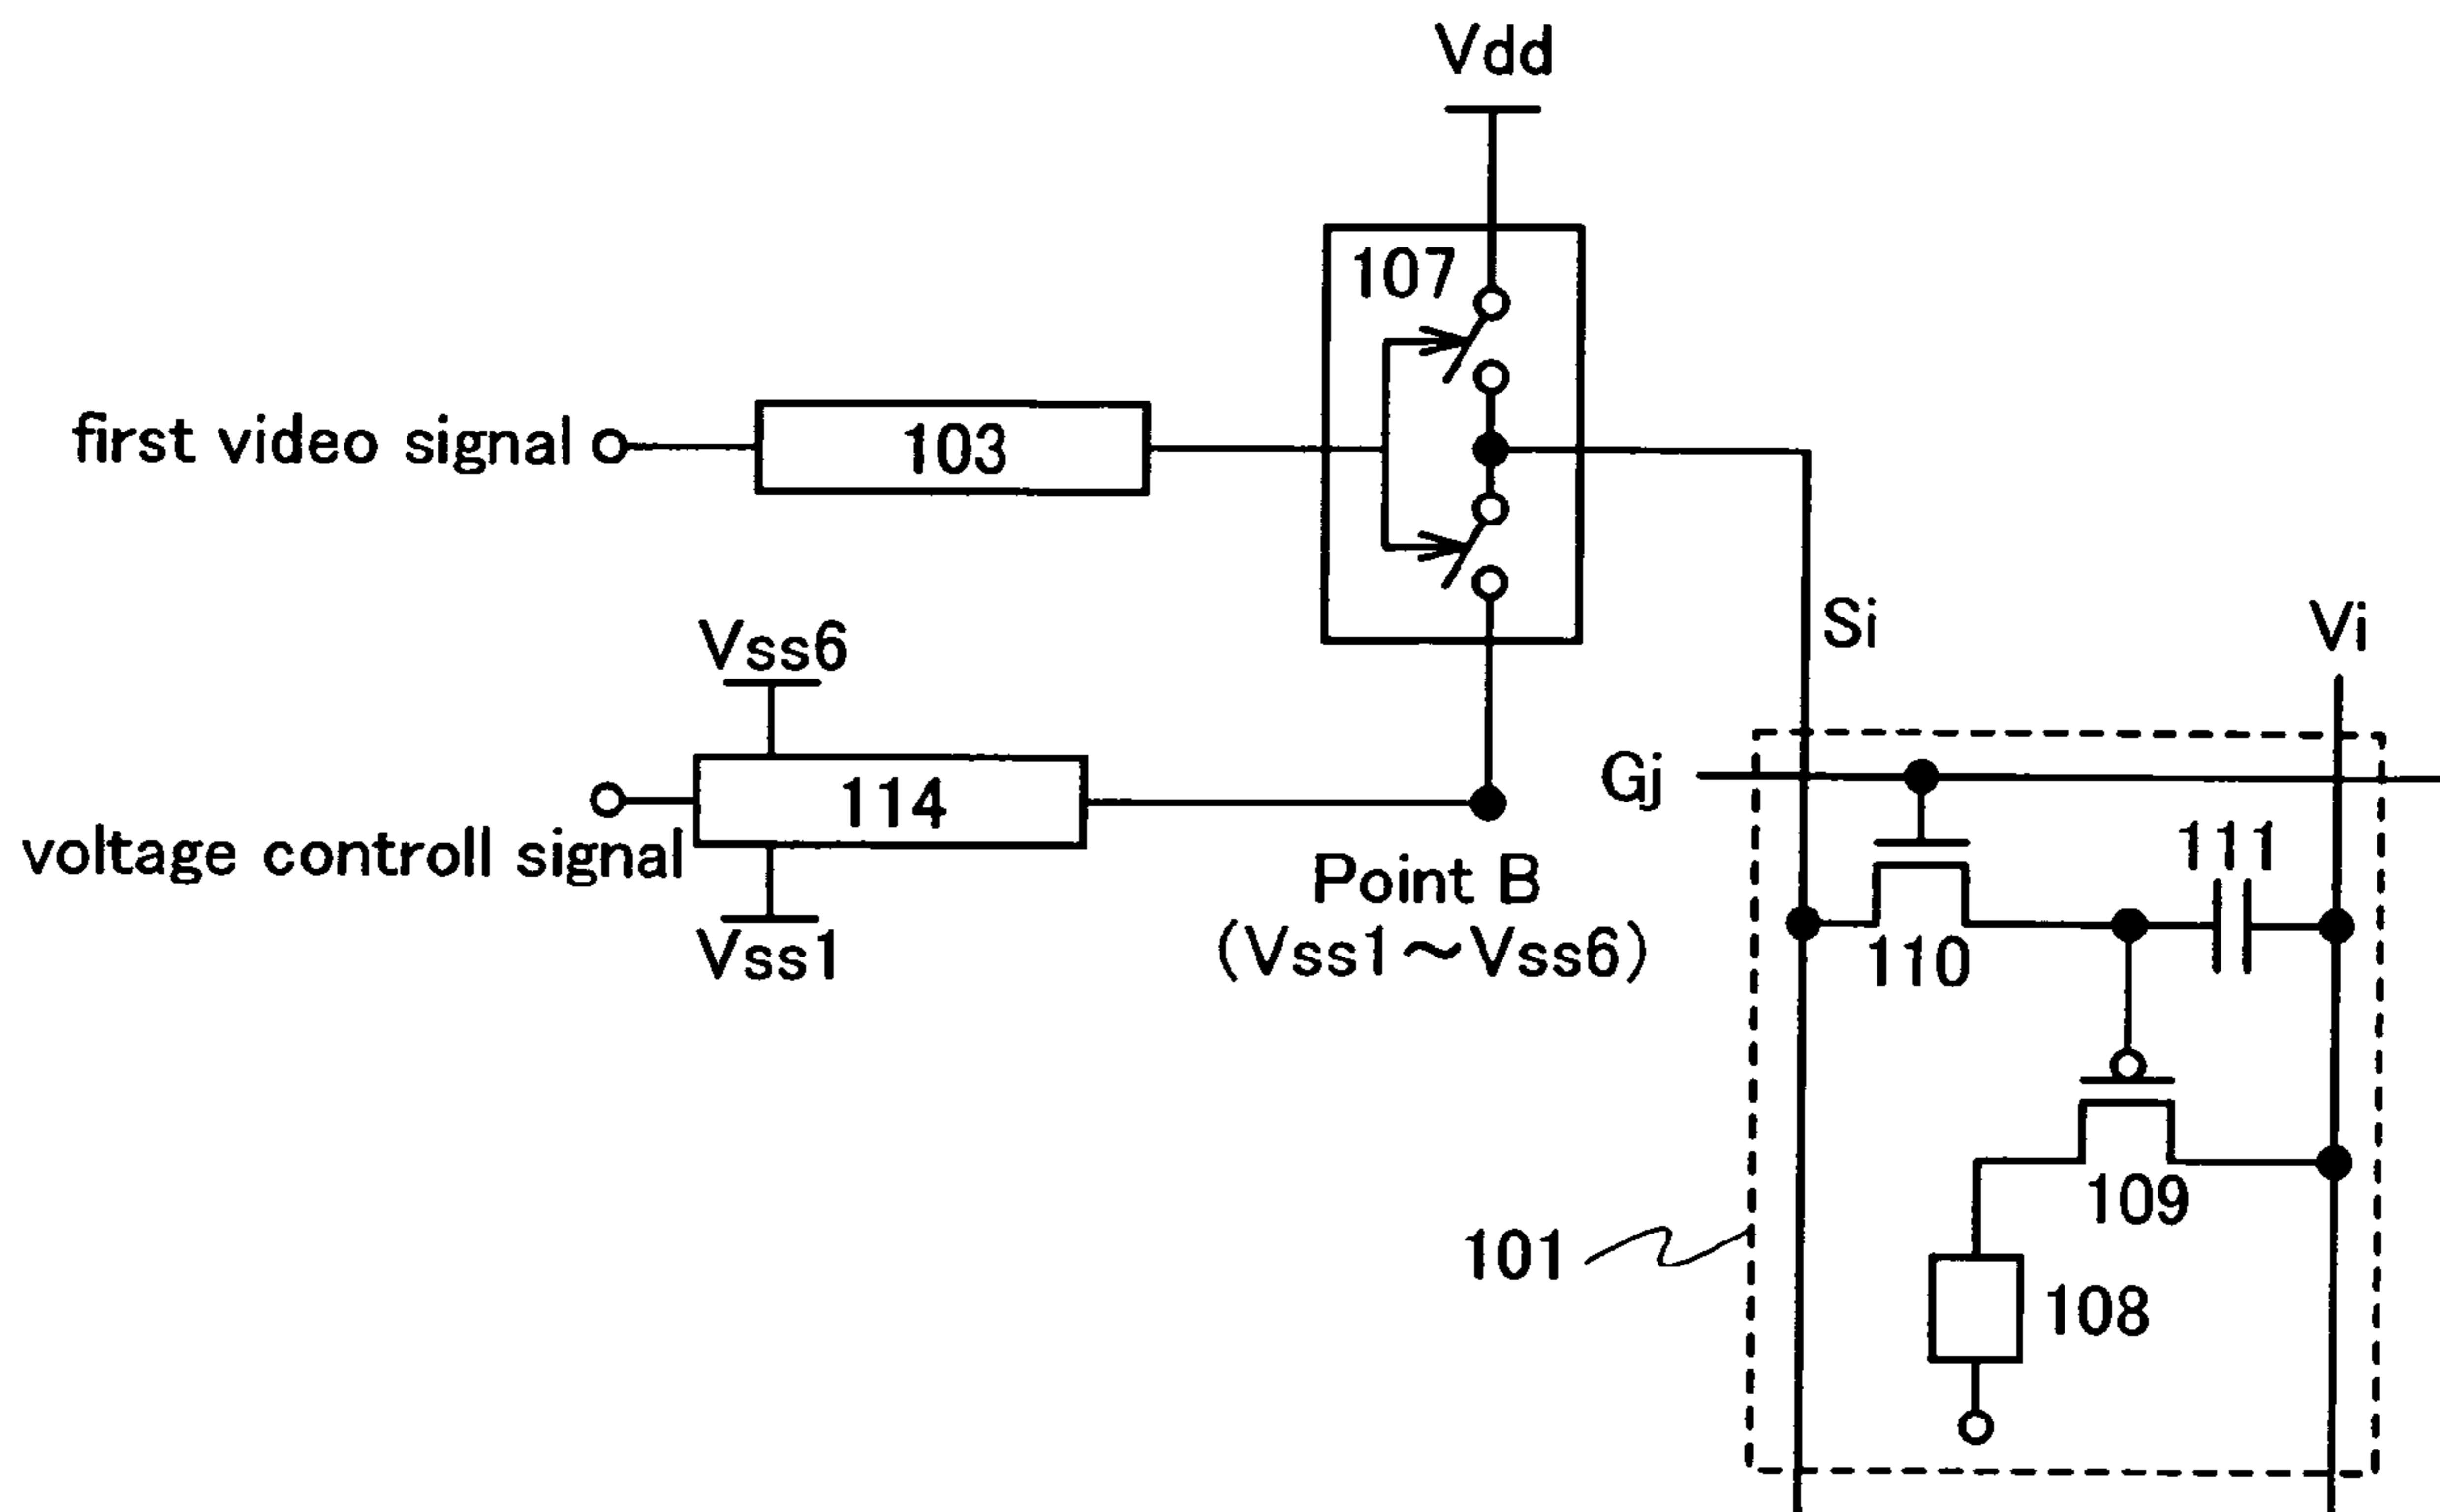 Vdd
107
first video signal
103
Si
Vi
Vss6
114
voltage controll signal
Vss1
Point B
(Vss1～Vss6)
Gj
111
110
109
101
108